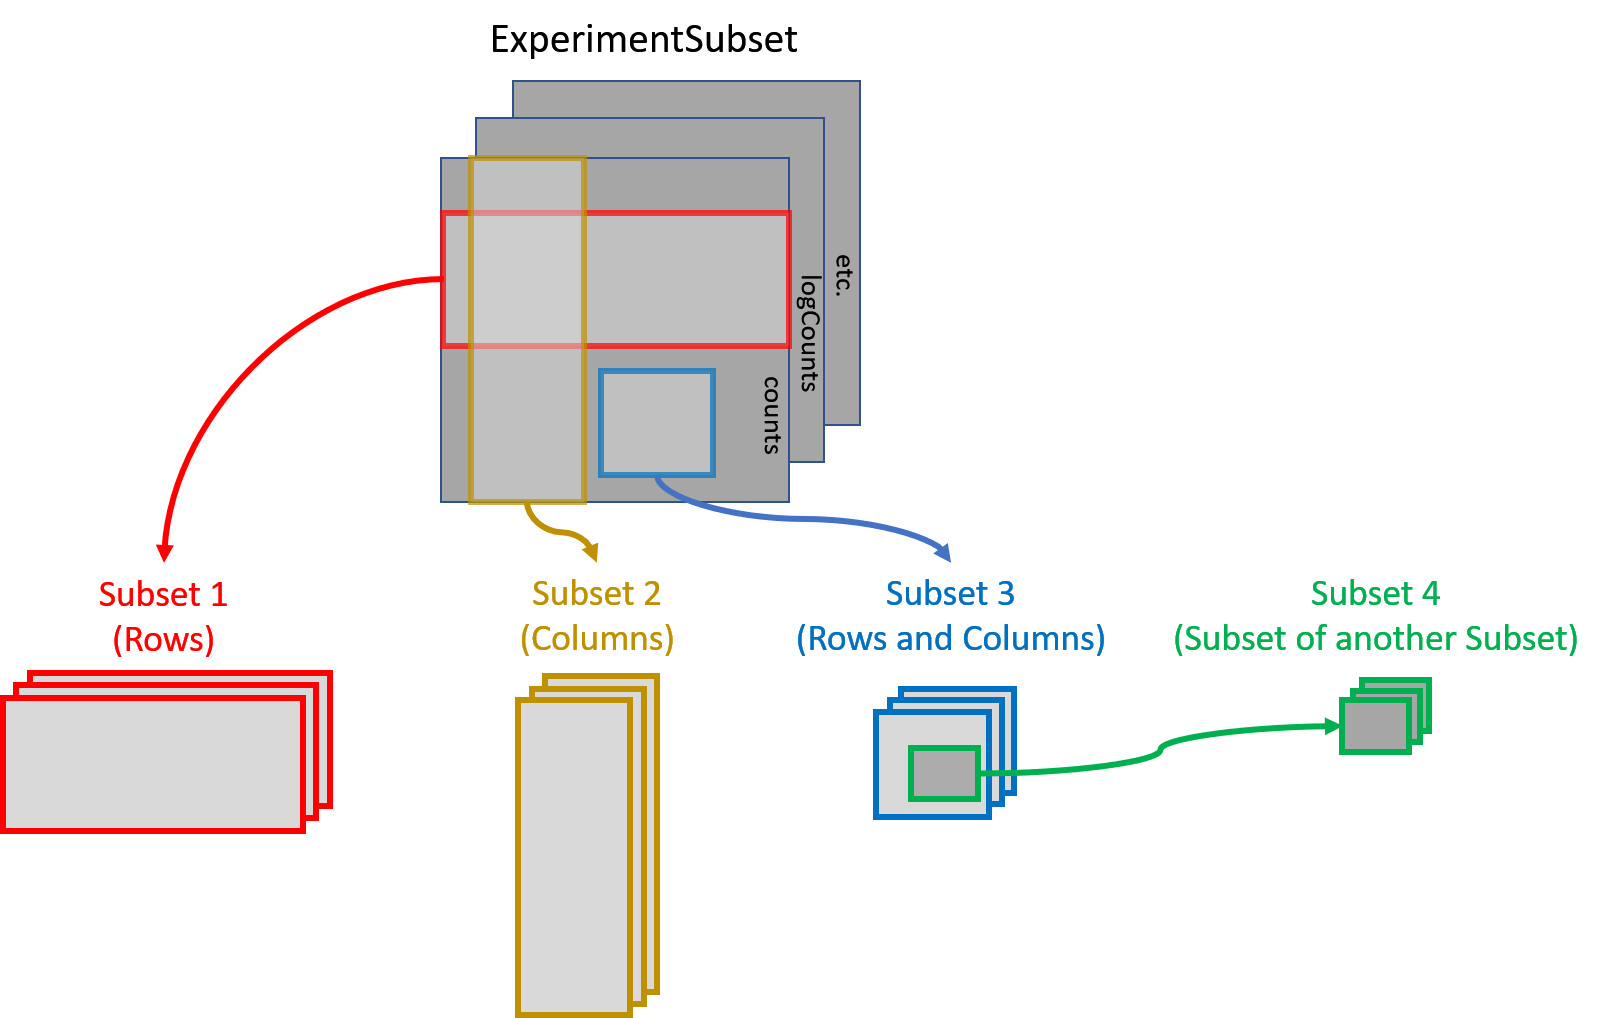 ExperimentSubset
etc.
logCounts
counts
Subset 1
(Rows)
Subset 2
(Columns)
Subset 3
(Rows and Columns)
Subset 4
(Subset of another Subset)